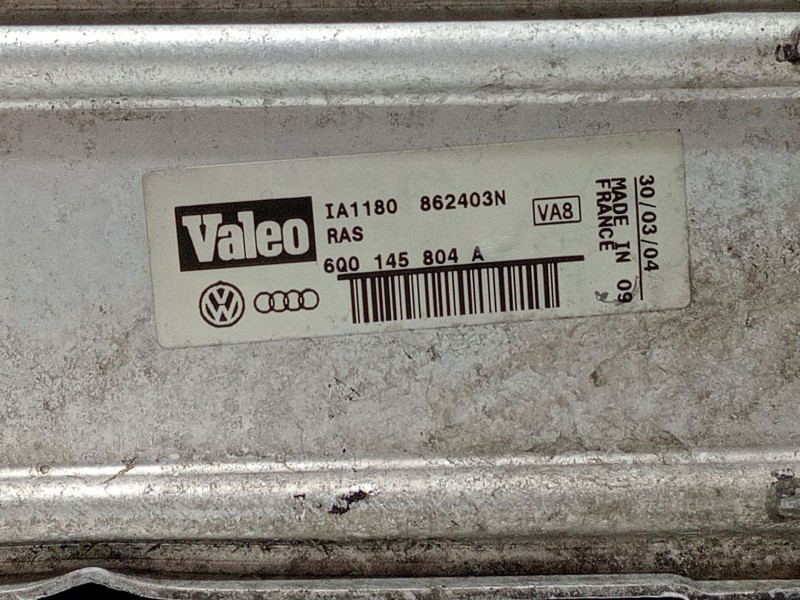 Valeo
IA1180 862403N
RAS
6Q0 145 804 A
VA8
30/03/04
MADE IN 09
FRANCE